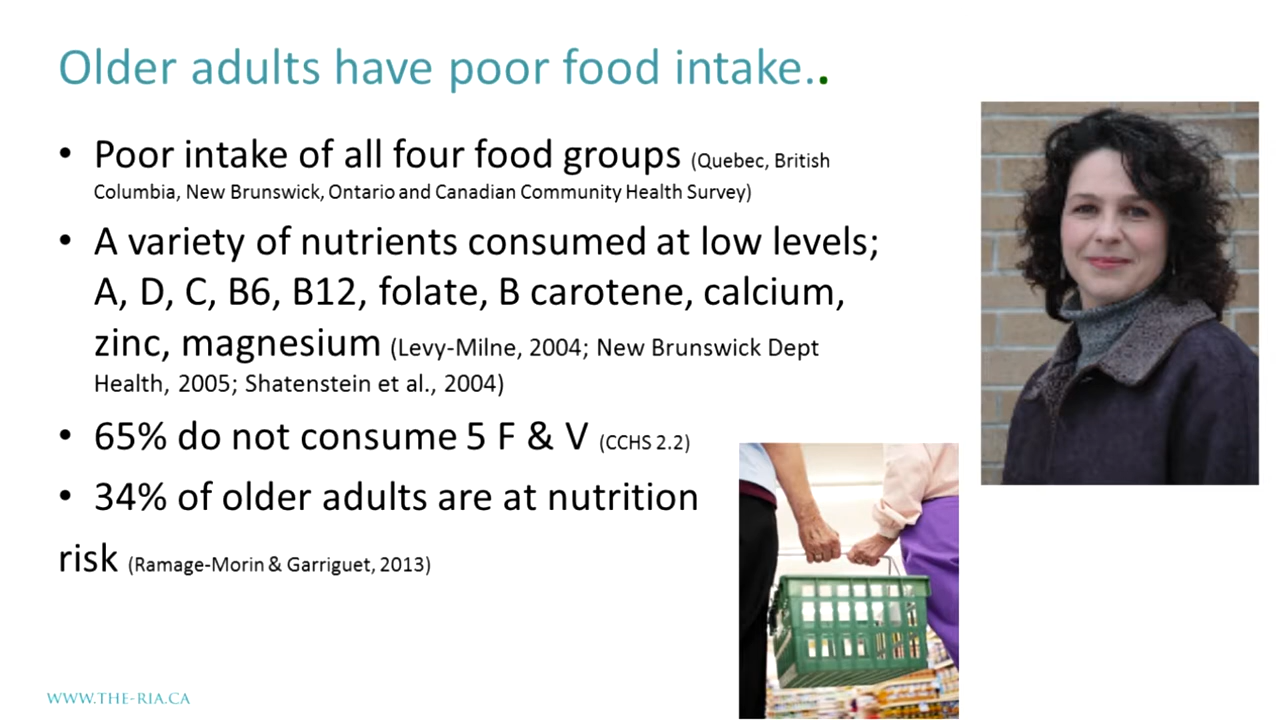 Older adults have poor food intake..
• Poor intake of all four food groups (Quebec, British
Columbia, New Brunswick, Ontario and Canadian Community Health Survey)
• A variety of nutrients consumed at low levels;
A, D, C, B6, B12, folate, B carotene, calcium,
zinc, magnesium (Levy-Milne, 2004; New Brunswick Dept
Health, 2005; Shatenstein et al., 2004)
• 65% do not consume 5 F & V (CCHS 2.2)
• 34% of older adults are at nutrition
risk (Ramage-Morin & Garriguet, 2013)
WWW.THE-RIA.CA